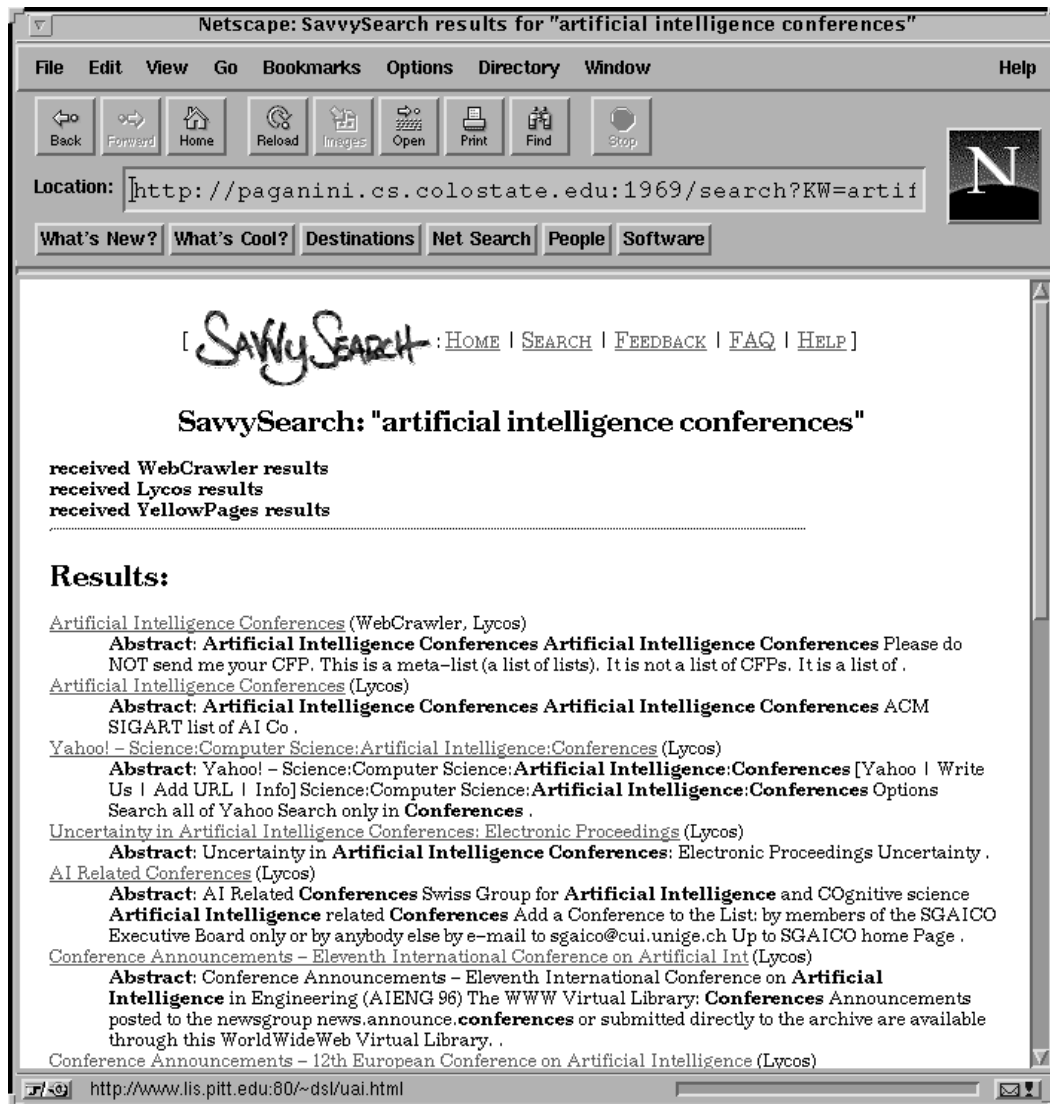 Netscape: SavvySearch results for "artificial intelligence conferences"
File Edit View Go Bookmarks Options Directory Window Help
Back Forward Home Reload Images Open Print Find Stop
N
Location: http://paganini.cs.colostate.edu:1969/search?KW=artif
What's New? What's Cool? Destinations Net Search People Software
[ SavvySearch : HOME | SEARCH | FEEDBACK | FAQ | HELP ]
SavvySearch: "artificial intelligence conferences"
received WebCrawler results
received Lycos results
received YellowPages results
Results:
Artificial Intelligence Conferences (WebCrawler, Lycos)
Abstract: Artificial Intelligence Conferences Artificial Intelligence Conferences Please do
NOT send me your CFP. This is a meta-list (a list of lists). It is not a list of CFPs. It is a list of .
Artificial Intelligence Conferences (Lycos)
Abstract: Artificial Intelligence Conferences Artificial Intelligence Conferences ACM
SIGART list of AI Co .
Yahoo! - Science:Computer Science:Artificial Intelligence:Conferences (Lycos)
Abstract: Yahoo! - Science:Computer Science:Artificial Intelligence:Conferences [Yahoo | Write
Us | Add URL | Info] Science:Computer Science:Artificial Intelligence:Conferences Options
Search all of Yahoo Search only in Conferences .
Uncertainty in Artificial Intelligence Conferences: Electronic Proceedings (Lycos)
Abstract: Uncertainty in Artificial Intelligence Conferences: Electronic Proceedings Uncertainty .
AI Related Conferences (Lycos)
Abstract: AI Related Conferences Swiss Group for Artificial Intelligence and COgnitive science
Artificial Intelligence related Conferences Add a Conference to the List: by members of the SGAICO
Executive Board only or by anybody else by e-mail to sgaico@cui.unige.ch Up to SGAICO home Page .
Conference Announcements - Eleventh International Conference on Artificial Int (Lycos)
Abstract: Conference Announcements - Eleventh International Conference on Artificial
Intelligence in Engineering (AIENG 96) The WWW Virtual Library: Conferences Announcements
posted to the newsgroup news.announce.conferences or submitted directly to the archive are available
through this WorldWideWeb Virtual Library. .
Conference Announcements - 12th European Conference on Artificial Intelligence (Lycos)
http://www.lis.pitt.edu:80/~dsl/uai.html